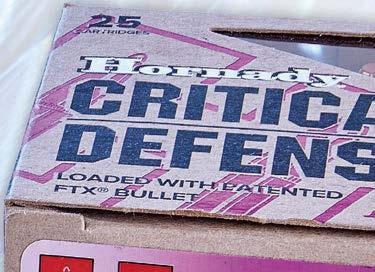 25
CARTRIDGES
Hornady
CRITICA
DEFENS
LOADED WITH PATENTED
FTX® BULLET